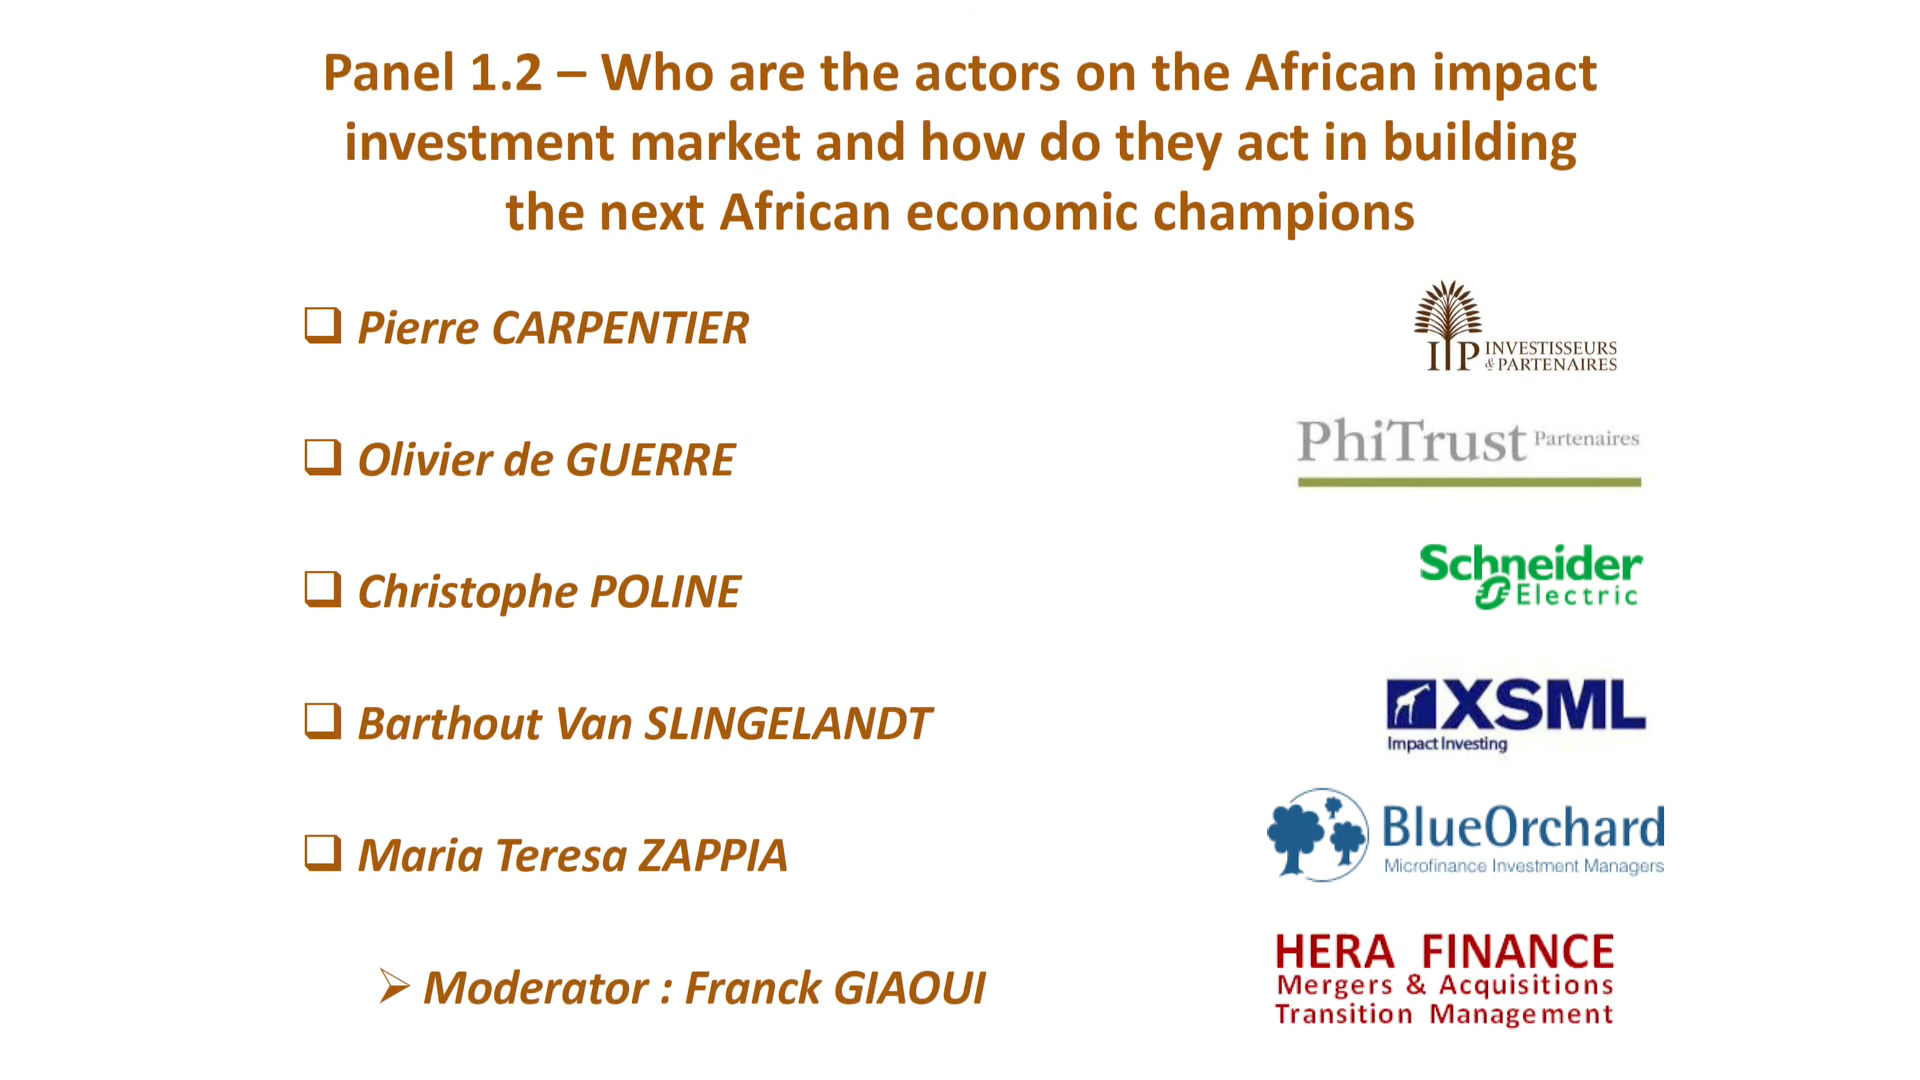 Panel 1.2 – Who are the actors on the African impact
investment market and how do they act in building
the next African economic champions
Pierre CARPENTIER
I&P INVESTISSEURS
& PARTENAIRES
Olivier de GUERRE
PhiTrust Partenaires
Christophe POLINE
Schneider
Electric
Barthout Van SLINGELANDT
XSML
Impact Investing
Maria Teresa ZAPPIA
BlueOrchard
Microfinance Investment Managers
Moderator : Franck GIAOUI
HERA FINANCE
Mergers & Acquisitions
Transition Management